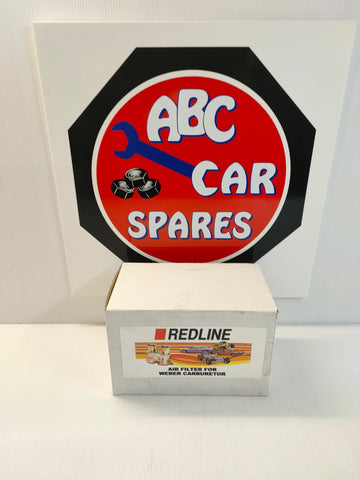 ABC
CAR
SPARES
REDLINE
AIR FILTER FOR
WEBER CARBURETOR